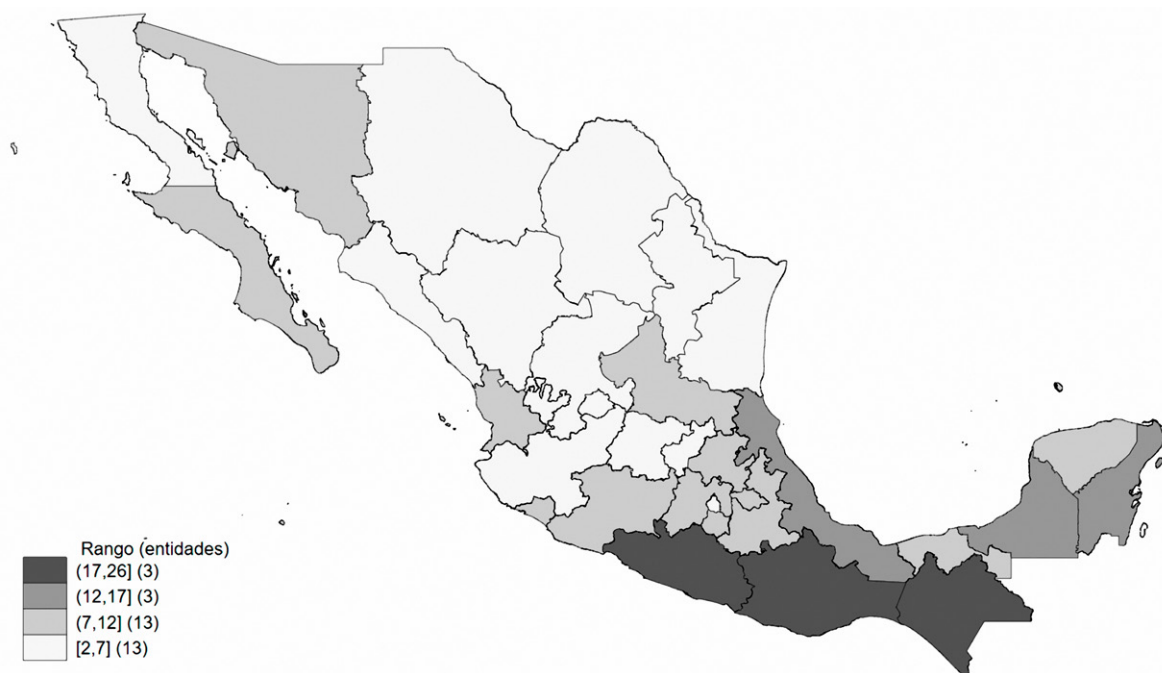 Rango (entidades)
(17,26] (3)
(12,17] (3)
(7,12] (13)
[2,7] (13)